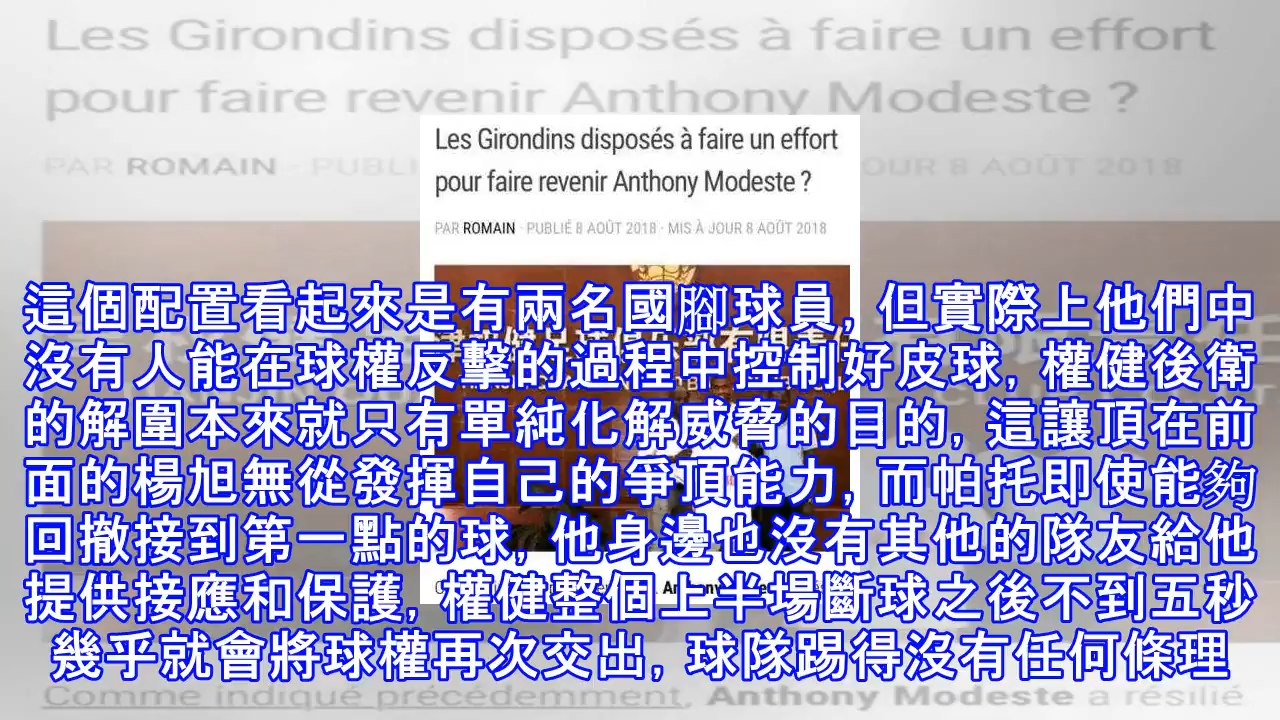 Les Girondins disposés à faire un effort
pour faire revenir Anthony Modeste ?
PAR ROMAIN · PUBLI
OUR 8 AOÛT 2018
Les Girondins disposés à faire un effort
pour faire revenir Anthony Modeste ?
PAR ROMAIN · PUBLIÉ 8 AOÛT 2018 · MIS À JOUR 8 AOÛT 2018
這個配置看起來是有兩名國腳球員, 但實際上他們中
沒有人能在球權反擊的過程中控制好皮球, 權健後衛
的解圍本來就只有單純化解威脅的目的, 這讓頂在前
面的楊旭無從發揮自己的爭頂能力, 而帕托即使能夠
回撤接到第一點的球, 他身邊也沒有其他的隊友給他
提供接應和保護, 權健整個上半場斷球之後不到五秒
幾乎就會將球權再次交出, 球隊踢得沒有任何條理
Comme indiqué précédemment, Anthony Modeste a résilié